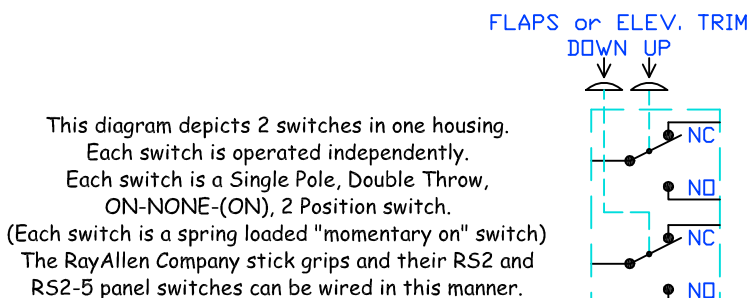 FLAPS or ELEV. TRIM
DOWN UP
This diagram depicts 2 switches in one housing.
Each switch is operated independently.
Each switch is a Single Pole, Double Throw,
ON-NONE-(ON), 2 Position switch.
(Each switch is a spring loaded "momentary on" switch)
The RayAllen Company stick grips and their RS2 and
RS2-5 panel switches can be wired in this manner.
NC
NO
NC
NO